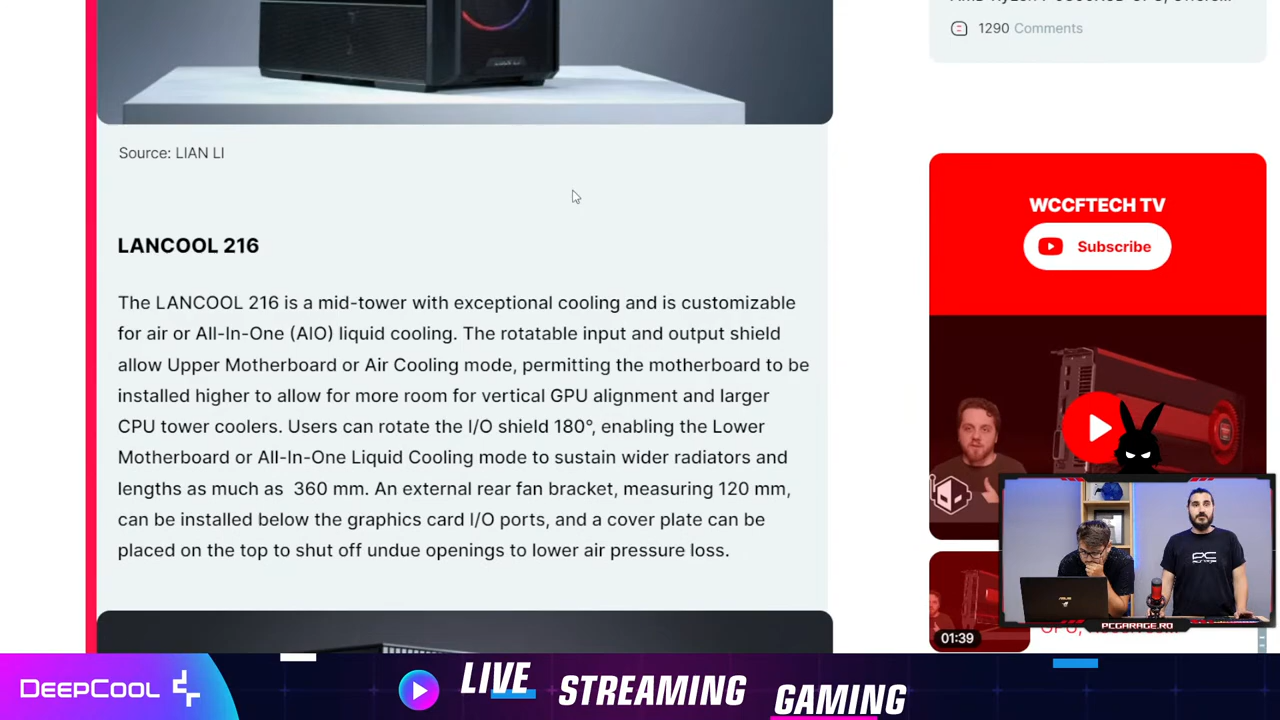 1290 Comments
LIAN LI
Source: LIAN LI
LANCOOL 216
The LANCOOL 216 is a mid-tower with exceptional cooling and is customizable
for air or All-In-One (AIO) liquid cooling. The rotatable input and output shield
allow Upper Motherboard or Air Cooling mode, permitting the motherboard to be
installed higher to allow for more room for vertical GPU alignment and larger
CPU tower coolers. Users can rotate the I/O shield 180°, enabling the Lower
Motherboard or All-In-One Liquid Cooling mode to sustain wider radiators and
lengths as much as 360 mm. An external rear fan bracket, measuring 120 mm,
can be installed below the graphics card I/O ports, and a cover plate can be
placed on the top to shut off undue openings to lower air pressure loss.
WCCFTECH TV
Subscribe
01:39
ASUS
PC
PCGARAGE.RO
DEEPCOOL
LIVE STREAMING GAMING